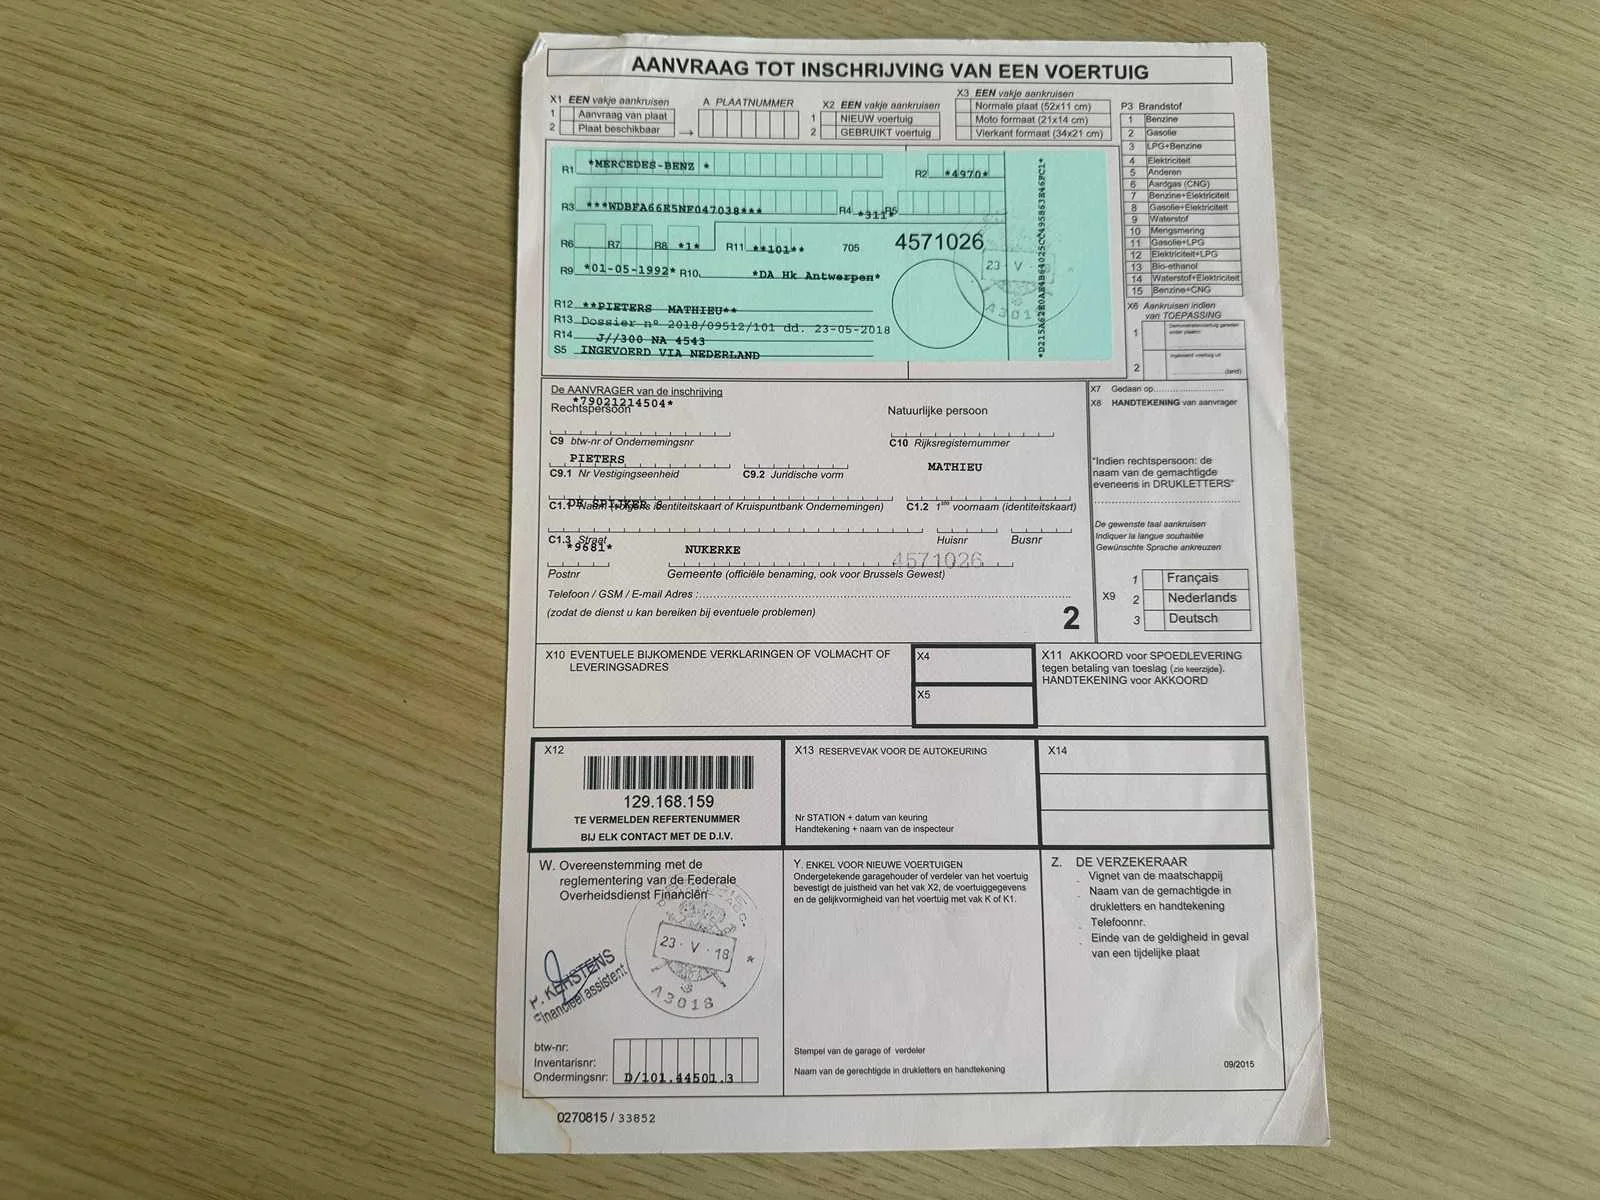 AANVRAAG TOT INSCHRIJVING VAN EEN VOERTUIG
X1 EEN vakje aankruisen
1 Aanvraag van plaat
2 Plaat beschikbaar
A PLAATNUMMER
X2 EEN vakje aankruisen
1 NIEUW voertuig
2 GEBRUIKT voertuig
X3 EEN vakje aankruisen
Normale plaat (52x11 cm)
Moto formaat (21x14 cm)
Vierkant formaat (34x21 cm)
P3 Brandstof
1 Benzine
2 Gasolie
3 LPG+Benzine
4 Elektriciteit
5 Anderen
6 Aardgas (CNG)
7 Benzine+Elektriciteit
8 Gasolie+Elektriciteit
9 Waterstof
10 Mengsmering
11 Gasolie+LPG
12 Elektriciteit+LPG
13 Bio-ethanol
14 Waterstof+Elektriciteit
15 Benzine+CNG
X6 Aankruisen indien
van TOEPASSING
1
2
(land)
R1 *MERCEDES-BENZ *
R2 *4970*
R3 ***WDBFA66E5NF047038***
R4 *311*
R5
R6 R7 R8 *1* R11 **101** 705 4571026
R9 *01-05-1992* R10 *DA Hk Antwerpen*
R12 **PIETERS MATHIEU**
R13 Dossier nº 2018/09512/101 dd. 23-05-2018
R14 J//300 NA 4543
S5 INGEVOERD VIA NEDERLAND
23 V
A3018
De AANVRAGER van de inschrijving
*79021214504*
Rechtspersoon
Natuurlijke persoon
C9 btw-nr of Ondernemingsnr
C10 Rijksregisternummer
PIETERS
MATHIEU
C9.1 Nr Vestigingseenheid
C9.2 Juridische vorm
DE SPIJKER 8
C1.1 Naam (volgens identiteitskaart of Kruispuntbank Ondernemingen)
C1.2 1ste voornaam (identiteitskaart)
C1.3 Straat
Huisnr
Busnr
*9681*
NUKERKE
4571026
Postnr
Gemeente (officiële benaming, ook voor Brussels Gewest)
Telefoon / GSM / E-mail Adres :
(zodat de dienst u kan bereiken bij eventuele problemen)
2
X7 Gedaan op
X8 HANDTEKENING van aanvrager
"Indien rechtspersoon: de
naam van de gemachtigde
eveneens in DRUKLETTERS"
De gewenste taal aankruisen
Indiquer la langue souhaitée
Gewünschte Sprache ankreuzen
X9
1 Français
2 Nederlands
3 Deutsch
X10 EVENTUELE BIJKOMENDE VERKLARINGEN OF VOLMACHT OF
LEVERINGSADRES
X4
X5
X11 AKKOORD voor SPOEDLEVERING
tegen betaling van toeslag (zie keerzijde).
HANDTEKENING voor AKKOORD
X12
129.168.159
TE VERMELDEN REFERTENUMMER
BIJ ELK CONTACT MET DE D.I.V.
X13 RESERVEVAK VOOR DE AUTOKEURING
Nr STATION + datum van keuring
Handtekening + naam van de inspecteur
X14
W. Overeenstemming met de
reglementering van de Federale
Overheidsdienst Financiën
23 · V · 18
A3018
KERSTENS
Financieel assistent
btw-nr:
Inventarisnr:
Ondermingsnr: D/101.44501.3
Y. ENKEL VOOR NIEUWE VOERTUIGEN
Ondergetekende garagehouder of verdeler van het voertuig
bevestigt de juistheid van het vak X2, de voertuiggegevens
en de gelijkvormigheid van het voertuig met vak K of K1.
Stempel van de garage of verdeler
Naam van de gerechtigde in drukletters en handtekening
Z. DE VERZEKERAAR
- Vignet van de maatschappij
- Naam van de gemachtigde in
drukletters en handtekening
- Telefoonnr.
- Einde van de geldigheid in geval
van een tijdelijke plaat
09/2015
0270815 / 33852